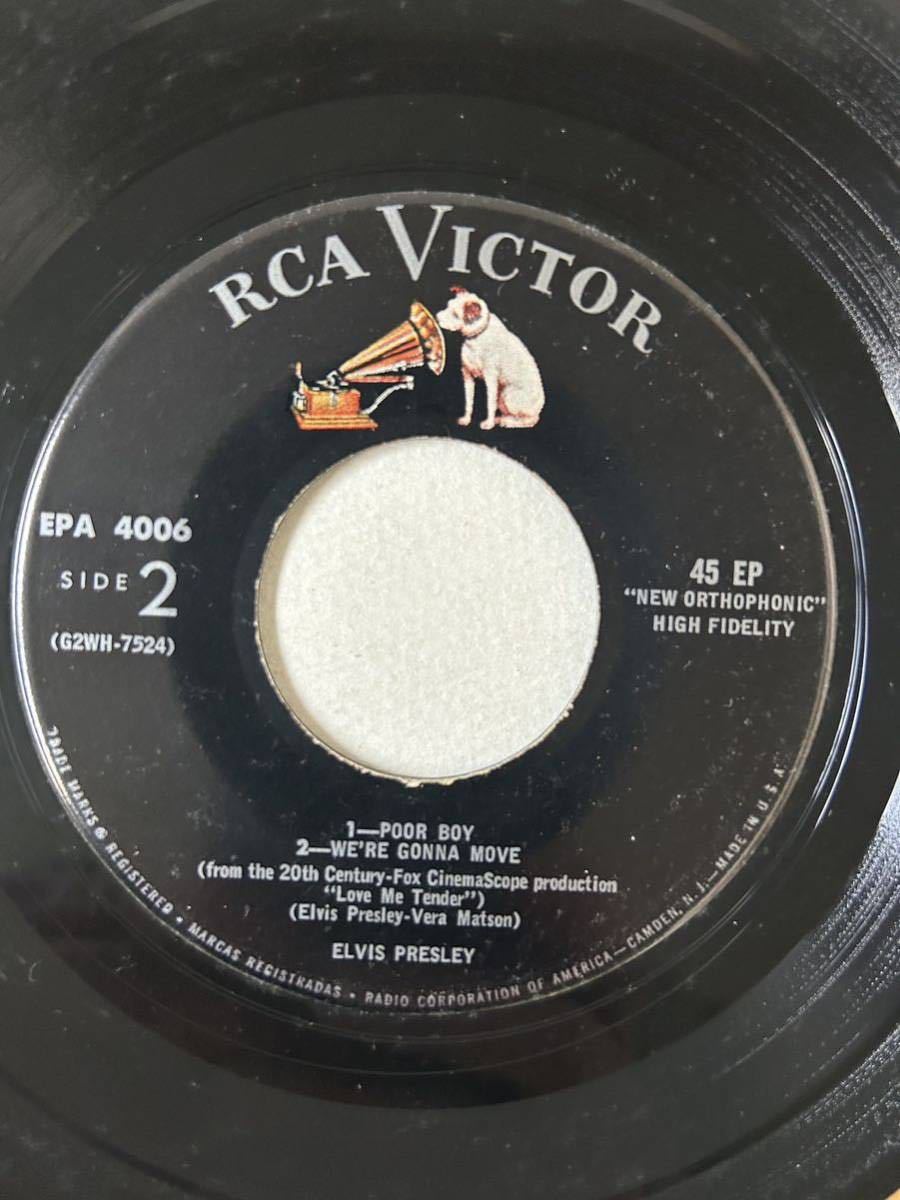 RCA VICTOR
EPA 4006
SIDE 2
(G2WH-7524)
45 EP
"NEW ORTHOPHONIC"
HIGH FIDELITY
1—POOR BOY
2—WE'RE GONNA MOVE
(from the 20th Century-Fox CinemaScope production
"Love Me Tender")
(Elvis Presley-Vera Matson)
ELVIS PRESLEY
TRADE MARKS ® REGISTERED • MARCAS REGISTRADAS • RADIO CORPORATION OF AMERICA—CAMDEN, N. J.—MADE IN U. S. A.